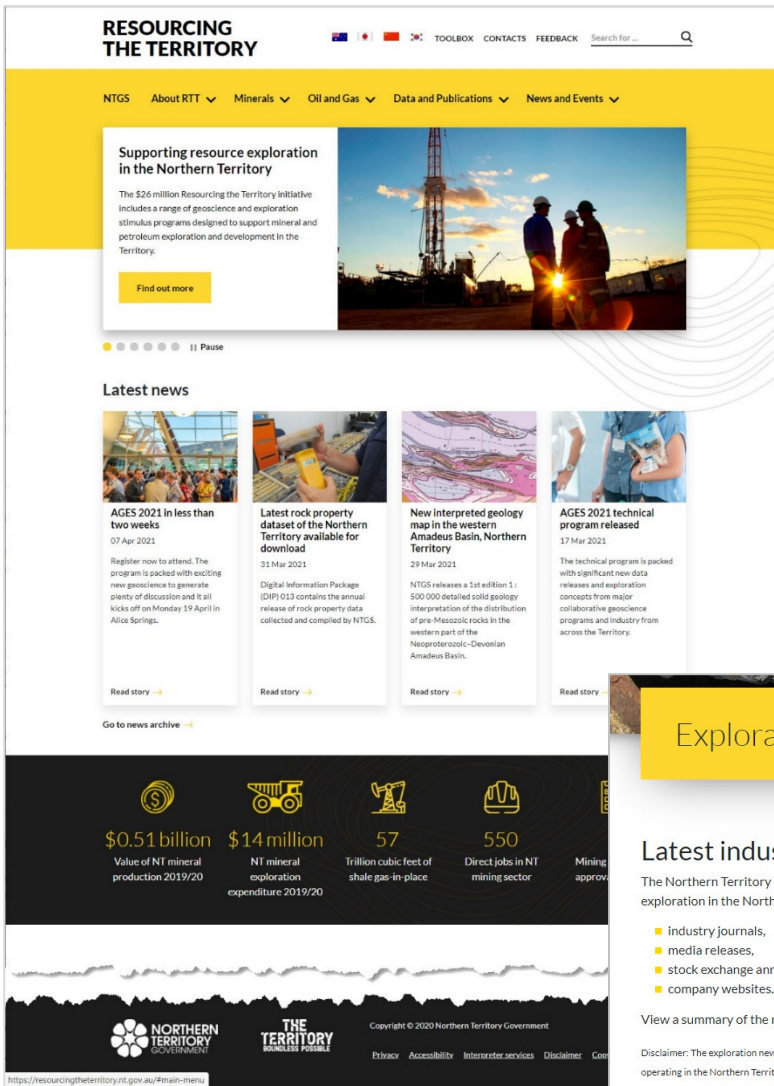 RESOURCING
THE TERRITORY
TOOLBOX CONTACTS FEEDBACK Search for ...
NTGS About RTT Minerals Oil and Gas Data and Publications News and Events
Supporting resource exploration
in the Northern Territory
The $26 million Resourcing the Territory initiative
includes a range of geoscience and exploration
stimulus programs designed to support mineral and
petroleum exploration and development in the
Territory.
Find out more
Pause
Latest news
AGES 2021 in less than
two weeks
07 Apr 2021
Register now to attend. The
program is packed with exciting
new geoscience to generate
plenty of discussion and it all
kicks off on Monday 19 April in
Alice Springs.
Read story →
Latest rock property
dataset of the Northern
Territory available for
download
31 Mar 2021
Digital Information Package
(DIP) 013 contains the annual
release of rock property data
collected and compiled by NTGS.
Read story →
New interpreted geology
map in the western
Amadeus Basin, Northern
Territory
29 Mar 2021
NTGS releases a 1st edition 1 :
500 000 detailed solid geology
interpretation of the distribution
of pre-Mesozoic rocks in the
western part of the
Neoproterozoic–Devonian
Amadeus Basin.
Read story →
AGES 2021 technical
program released
17 Mar 2021
The technical program is packed
with significant new data
releases and exploration
concepts from major
collaborative geoscience
programs and industry from
across the Territory.
Read story
Go to news archive →
$0.51 billion
Value of NT mineral
production 2019/20
$14 million
NT mineral
exploration
expenditure 2019/20
57
Trillion cubic feet of
shale gas-in-place
550
Direct jobs in NT
mining sector
Mining
approva
NORTHERN
TERRITORY
GOVERNMENT
THE
TERRITORY
BOUNDLESS POSSIBLE
Copyright © 2020 Northern Territory Government
Privacy Accessibility Interpreter services Disclaimer
https://resourcingtheterritory.nt.gov.au/#main-menu
Explora
Latest indus
The Northern Territory
exploration in the North
industry journals,
media releases,
stock exchange ann
company websites.
View a summary of the
Disclaimer: The exploration new
operating in the Northern Territ